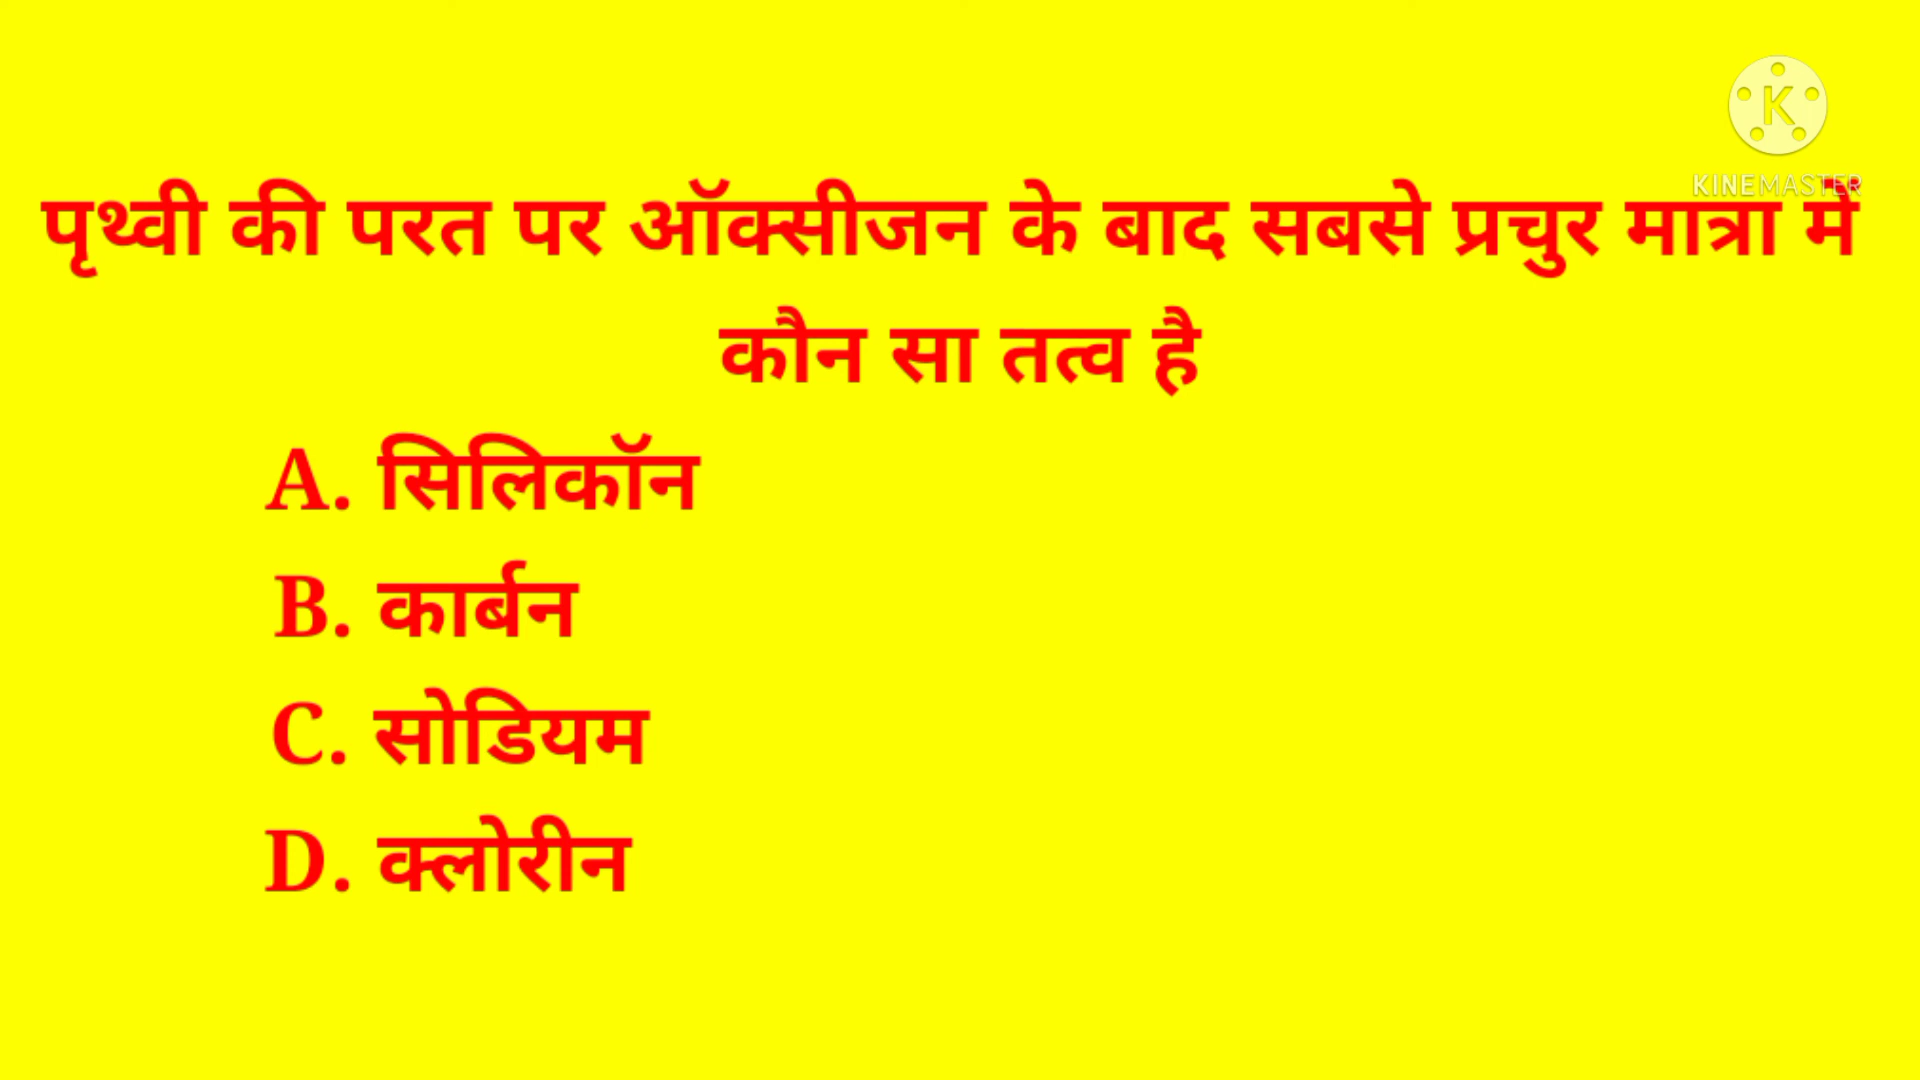 KINEMASTER
पृथ्वी की परत पर ऑक्सीजन के बाद सबसे प्रचुर मात्रा में
कौन सा तत्व है
A. सिलिकॉन
B. कार्बन
C. सोडियम
D. क्लोरीन